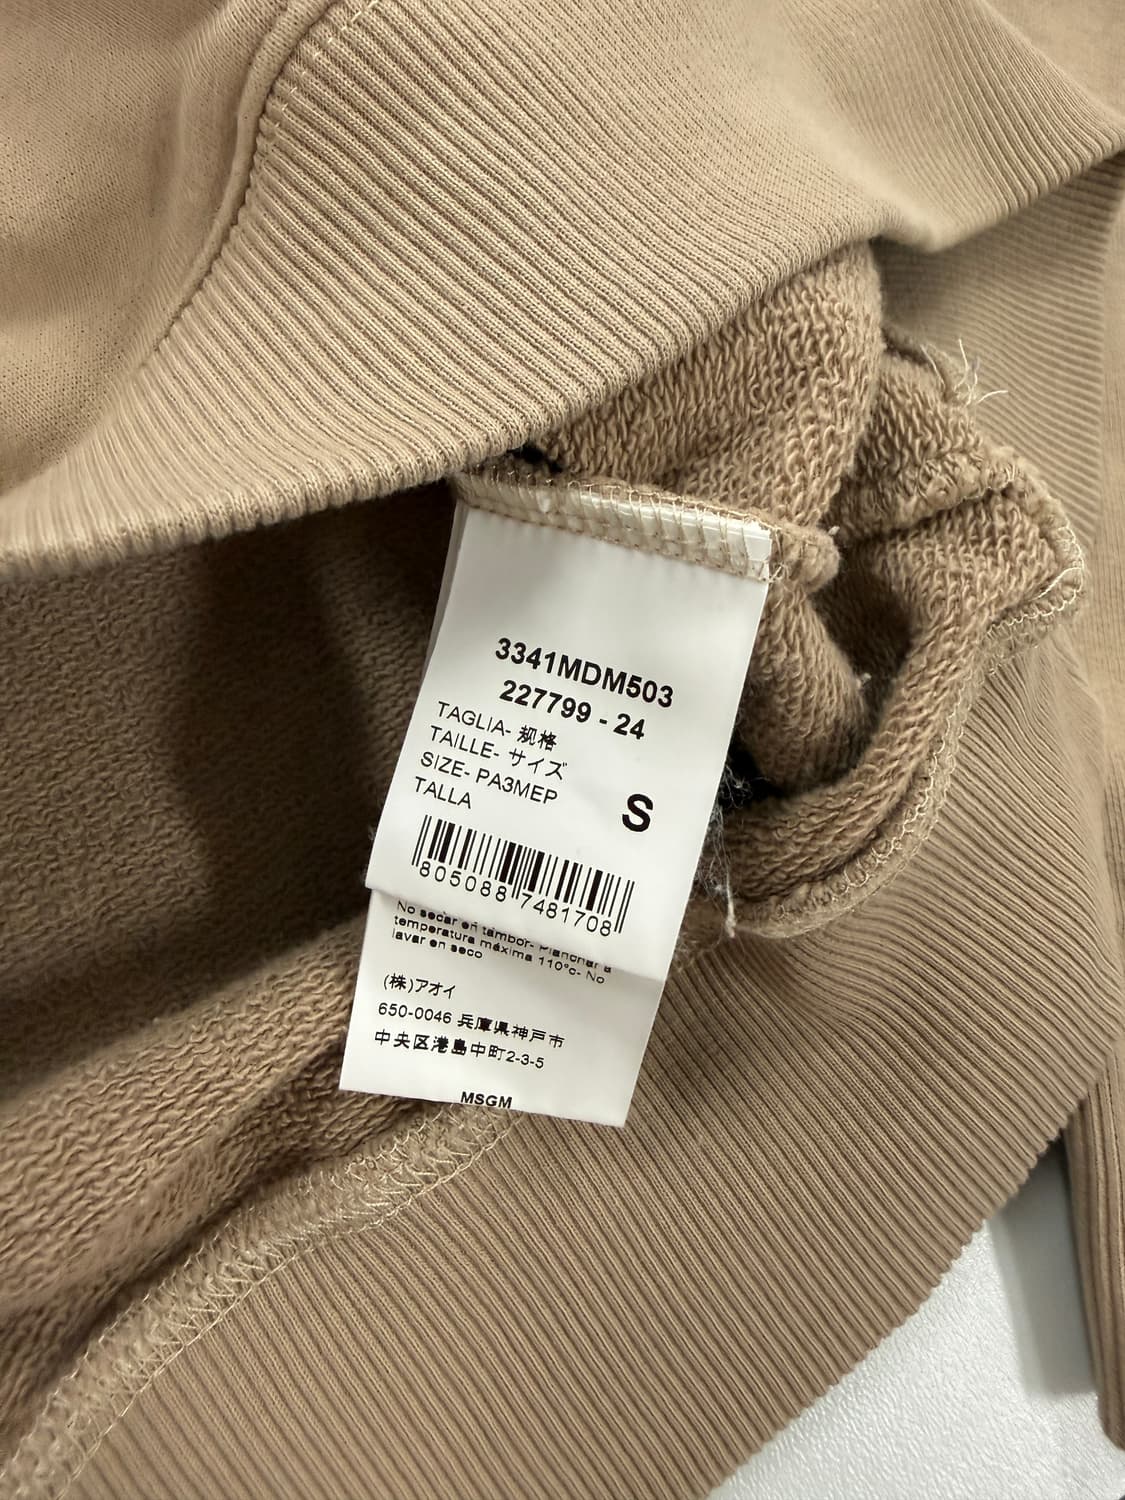 3341MDM503
227799 - 24
TAGLIA- 规格
TAILLE- サイズ
SIZE- PA3MEP
TALLA
S
805088 7481708
No secar en tambor- Planchar a
temperatura máxima 110°c- No
lavar en seco
(株)アオイ
650-0046 兵庫県神戸市
中央区港島中町2-3-5
MSGM